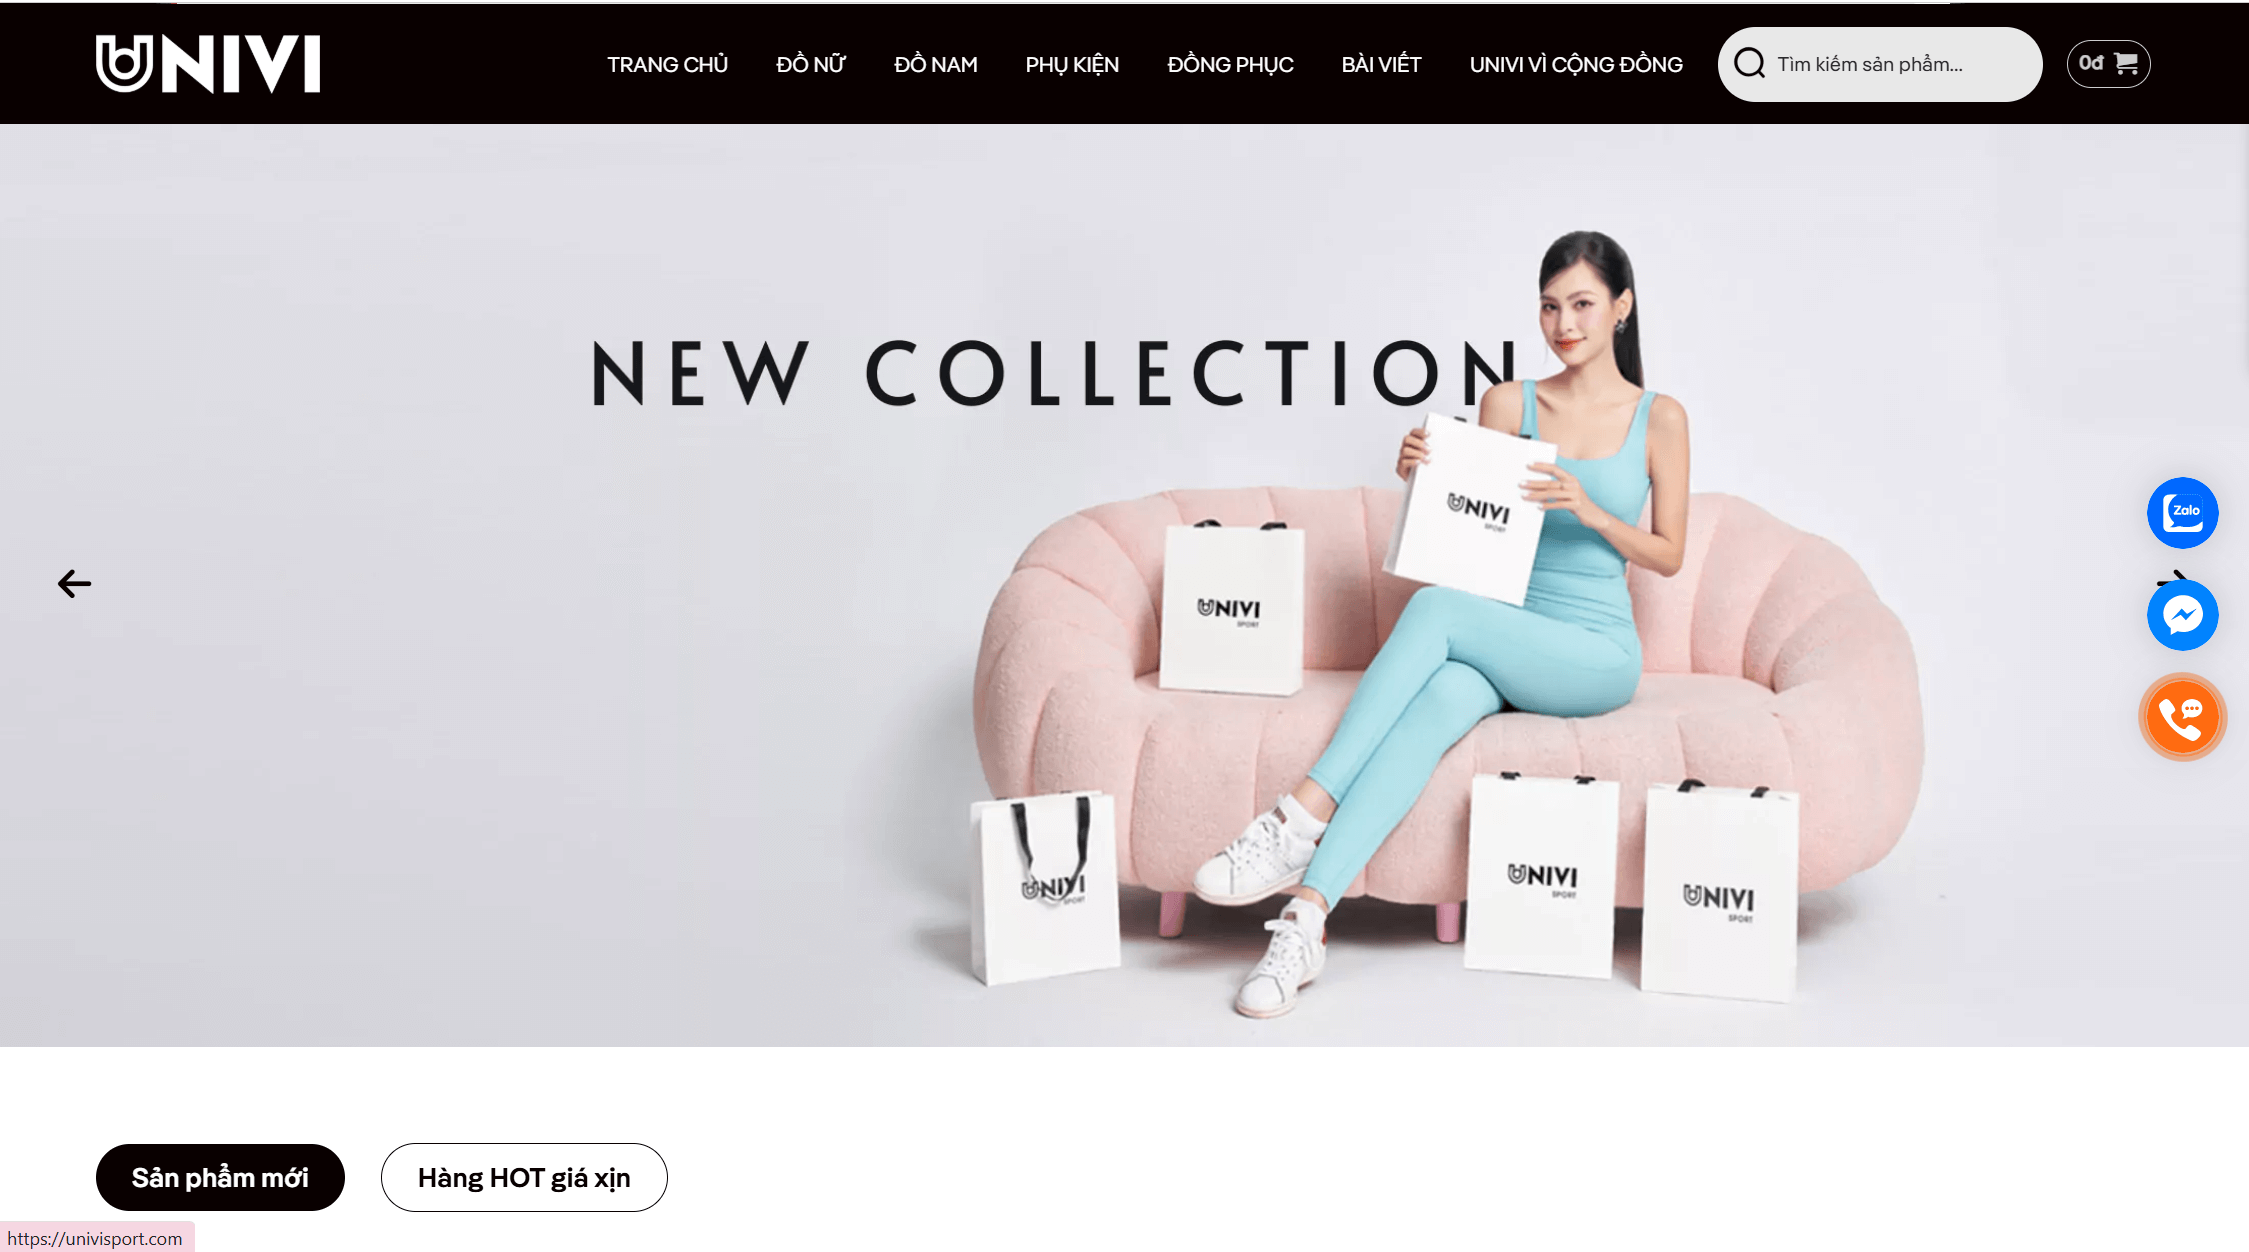 UNIVI
TRANG CHỦ
ĐỒ NỮ
ĐỒ NAM
PHỤ KIỆN
ĐỒNG PHỤC
BÀI VIẾT
UNIVI VÌ CỘNG ĐỒNG
Tìm kiếm sản phẩm...
0đ
NEW COLLECTION
UNIVI
SPORT
UNIVI
SPORT
Zalo
UNIVI
SPORT
UNIVI
SPORT
UNIVI
SPORT
Sản phẩm mới
Hàng HOT giá xịn
https://univisport.com